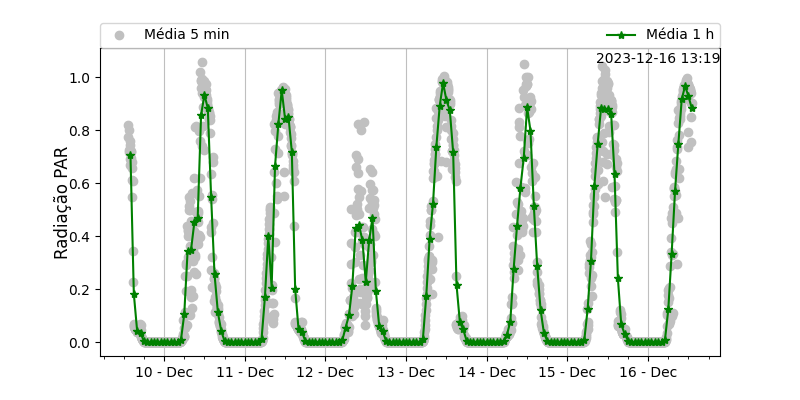 Média 5 min
Média 1 h
2023-12-16 13:19
Radiação PAR
1.0
0.8
0.6
0.4
0.2
0.0
10 - Dec
11 - Dec
12 - Dec
13 - Dec
14 - Dec
15 - Dec
16 - Dec